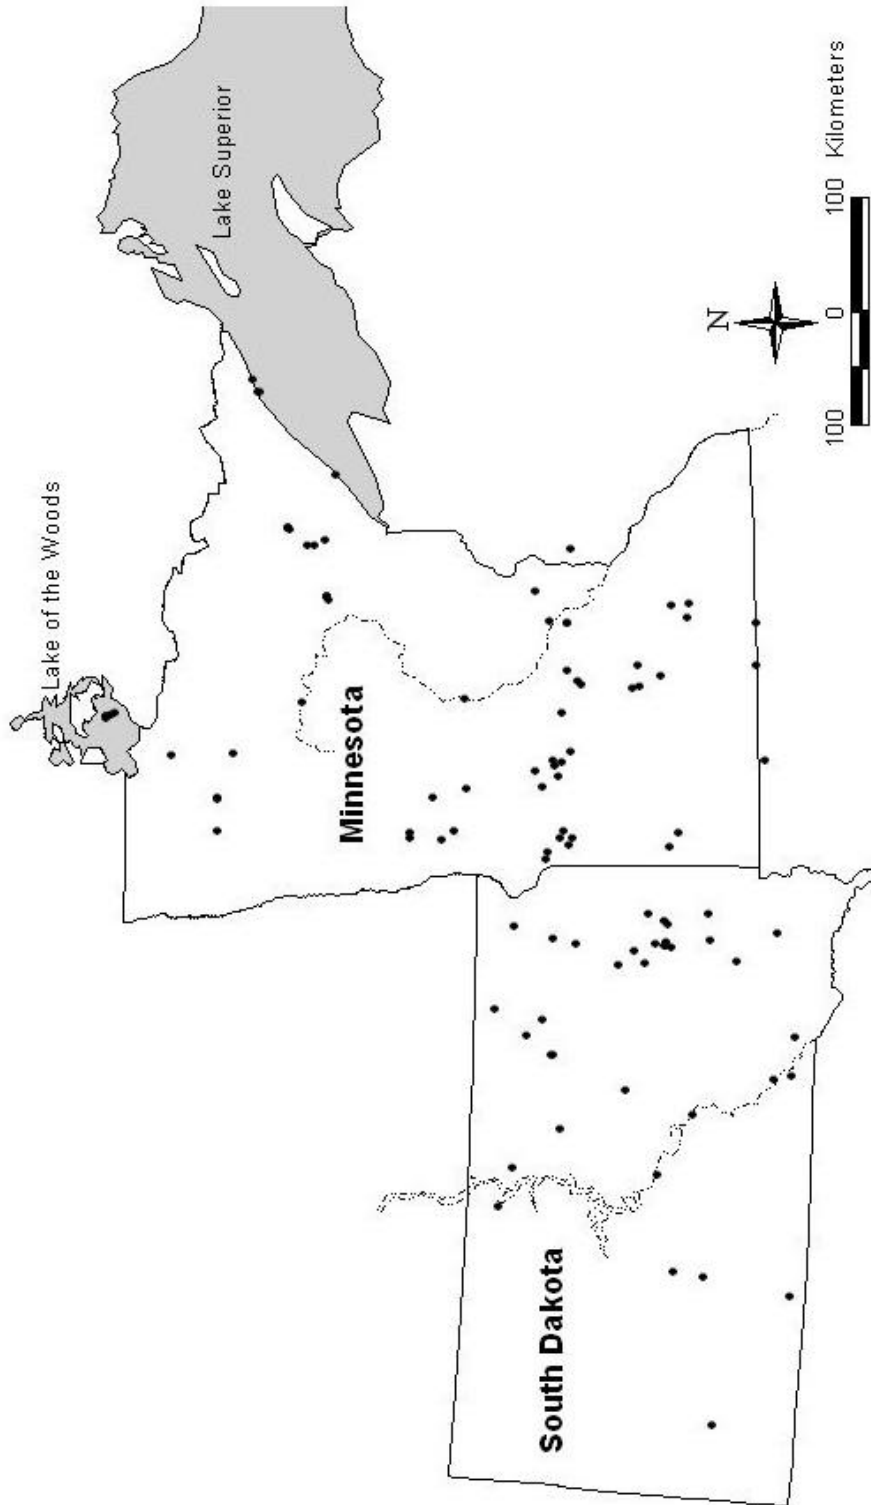 Lake of the Woods
Lake Superior
Minnesota
South Dakota
N
100 0 100 Kilometers